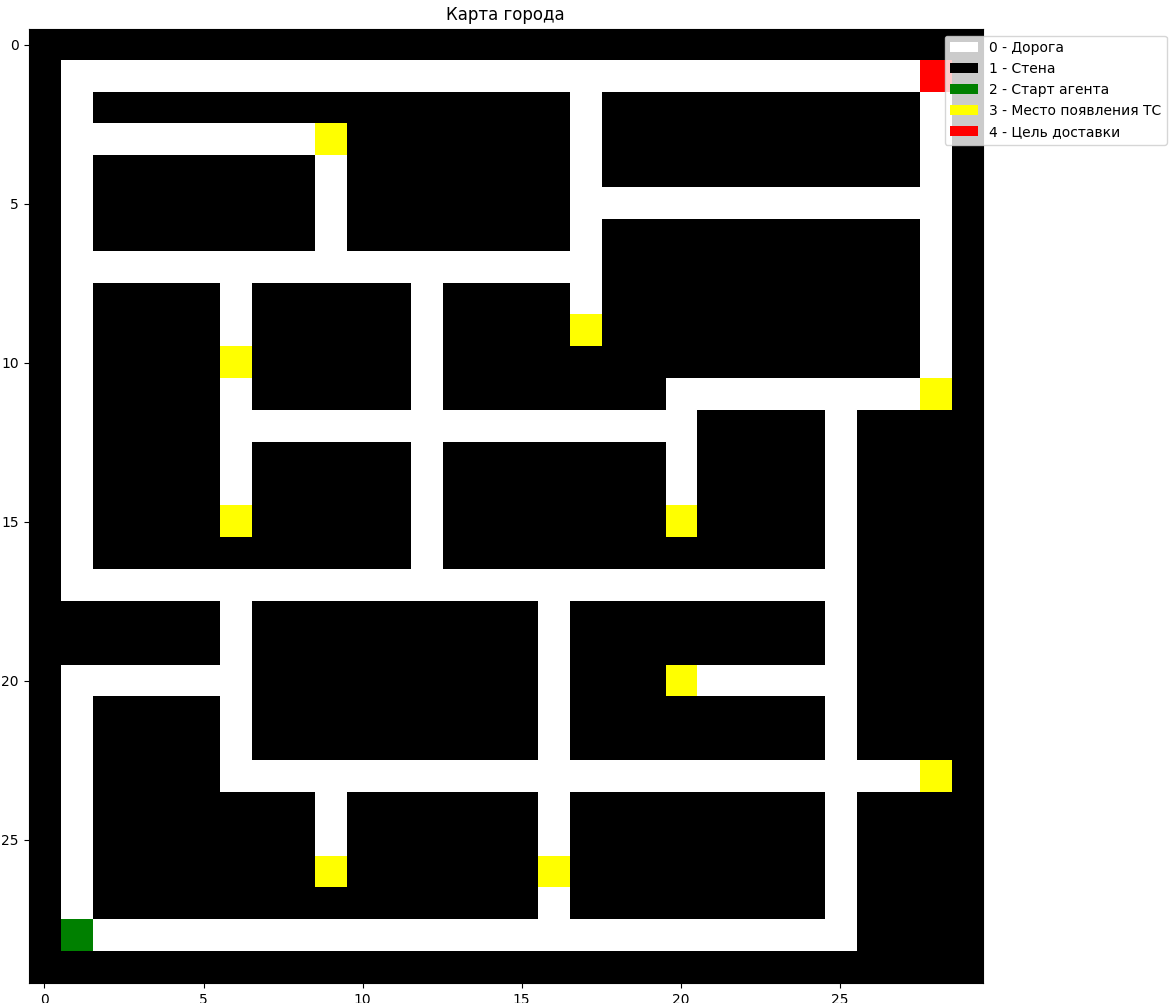 Карта города
0 - Дорога
1 - Стена
2 - Старт агента
3 - Место появления ТС
4 - Цель доставки
0
5
10
15
20
25
0 5 10 15 20 25